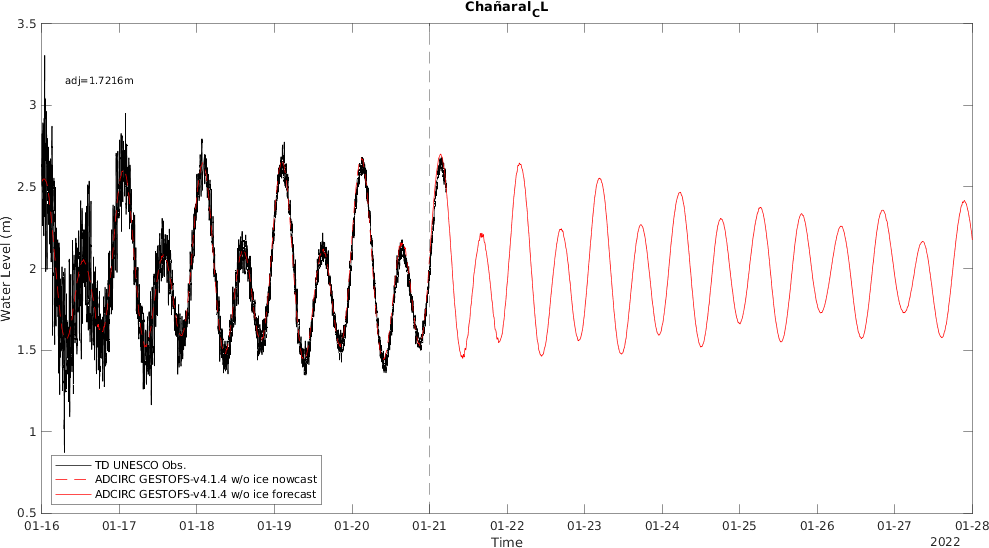 Chañaral_CL
3.5
3
2.5
2
1.5
1
0.5
Water Level (m)
adj=1.7216m
TD UNESCO Obs.
ADCIRC GESTOFS-v4.1.4 w/o ice nowcast
ADCIRC GESTOFS-v4.1.4 w/o ice forecast
01-16 01-17 01-18 01-19 01-20 01-21 01-22 01-23 01-24 01-25 01-26 01-27 01-28
Time
2022